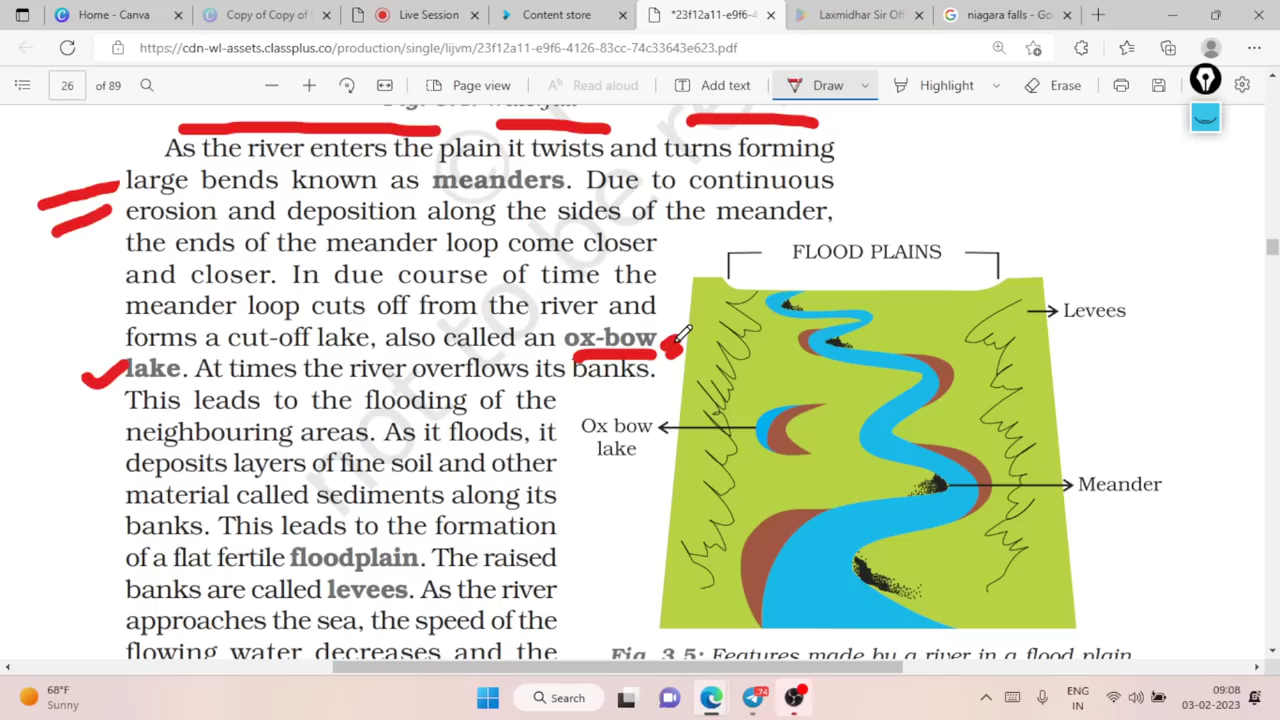 Home - Canva
Copy of Copy of
Live Session
Content store
*23f12a11-e9f6-4
Laxmidhar Sir Off
niagara falls - Go
https://cdn-wl-assets.classplus.co/production/single/lijvm/23f12a11-e9f6-4126-83cc-74c33643e623.pdf
26 of 89
Page view
Read aloud
Add text
Draw
Highlight
Erase
As the river enters the plain it twists and turns forming
large bends known as meanders. Due to continuous
erosion and deposition along the sides of the meander,
the ends of the meander loop come closer
and closer. In due course of time the
meander loop cuts off from the river and
forms a cut-off lake, also called an ox-bow
lake. At times the river overflows its banks.
This leads to the flooding of the
neighbouring areas. As it floods, it
deposits layers of fine soil and other
material called sediments along its
banks. This leads to the formation
of a flat fertile floodplain. The raised
banks are called levees. As the river
approaches the sea, the speed of the
flowing water decreases and the
FLOOD PLAINS
Levees
Ox bow
lake
Meander
Fig. 3.5: Features made by a river in a flood plain
not to be re
©
68°F
Sunny
Search
74
ENG
IN
09:08
03-02-2023